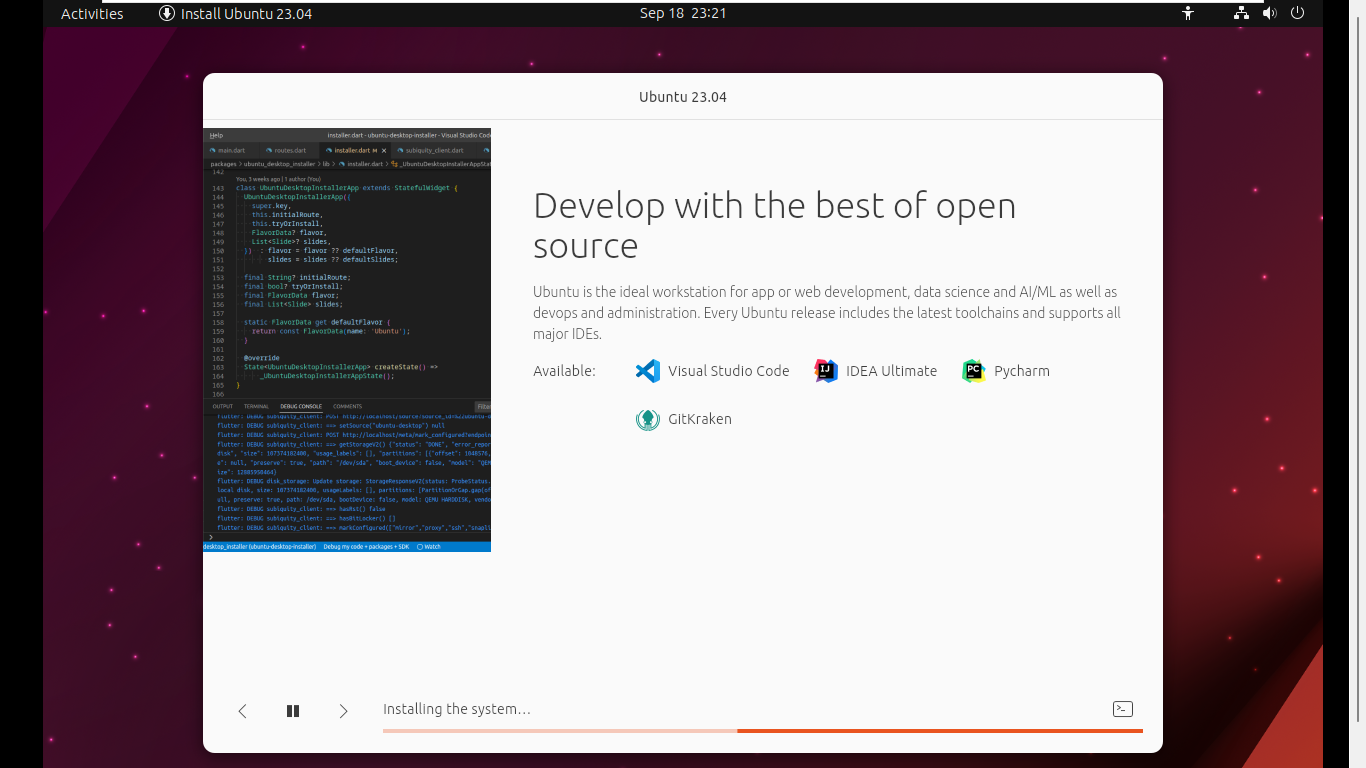 Activities
Install Ubuntu 23.04
Sep 18 23:21
Ubuntu 23.04
Help
installer.dart - ubuntu-desktop-installer - Visual Studio Cod
main.dart
routes.dart
installer.dart M
subiquity_client.dart
packages > ubuntu_desktop_installer > lib > installer.dart > _UbuntuDesktopInstallerAppStat
142
You, 3 weeks ago | 1 author (You)
143 class UbuntuDesktopInstallerApp extends StatefulWidget {
144 UbuntuDesktopInstallerApp({
145 super.key,
146 this.initialRoute,
147 this.tryOrInstall,
148 FlavorData? flavor,
149 List<Slide>? slides,
150 }) : flavor = flavor ?? defaultFlavor,
151 slides = slides ?? defaultSlides;
152
153 final String? initialRoute;
154 final bool? tryOrInstall;
155 final FlavorData flavor;
156 final List<Slide> slides;
157
158 static FlavorData get defaultFlavor {
159 return const FlavorData(name: 'Ubuntu');
160 }
161
162 @override
163 State<UbuntuDesktopInstallerApp> createState() =>
164 _UbuntuDesktopInstallerAppState();
165 }
166
OUTPUT TERMINAL DEBUG CONSOLE COMMENTS Filter
flutter: DEBUG subiquity_client: POST http://localhost/source?source_id=%22ubuntu-d
flutter: DEBUG subiquity_client: ==> setSource("ubuntu-desktop") null
flutter: DEBUG subiquity_client: POST http://localhost/meta/mark_configured?endpoin
flutter: DEBUG subiquity_client: ==> getStorageV2() {"status": "DONE", "error_repor
disk", "size": 107374182400, "usage_labels": [], "partitions": [{"offset": 1048576,
": null, "preserve": true, "path": "/dev/sda", "boot_device": false, "model": "QEM
ize": 12885950464}
flutter: DEBUG disk_storage: Update storage: StorageResponseV2(status: ProbeStatus.
local disk, size: 107374182400, usageLabels: [], partitions: [PartitionOrGap.gap(of
ull, preserve: true, path: /dev/sda, bootDevice: false, model: QEMU HARDDISK, vendo
flutter: DEBUG subiquity_client: ==> hasRst() false
flutter: DEBUG subiquity_client: ==> hasBitLocker() []
flutter: DEBUG subiquity_client: ==> markConfigured(["mirror","proxy","ssh","snapli
desktop_installer (ubuntu-desktop-installer) Debug my code + packages + SDK Watch
Develop with the best of open
source
Ubuntu is the ideal workstation for app or web development, data science and AI/ML as well as
devops and administration. Every Ubuntu release includes the latest toolchains and supports all
major IDEs.
Available: Visual Studio Code IDEA Ultimate Pycharm
GitKraken
Installing the system…